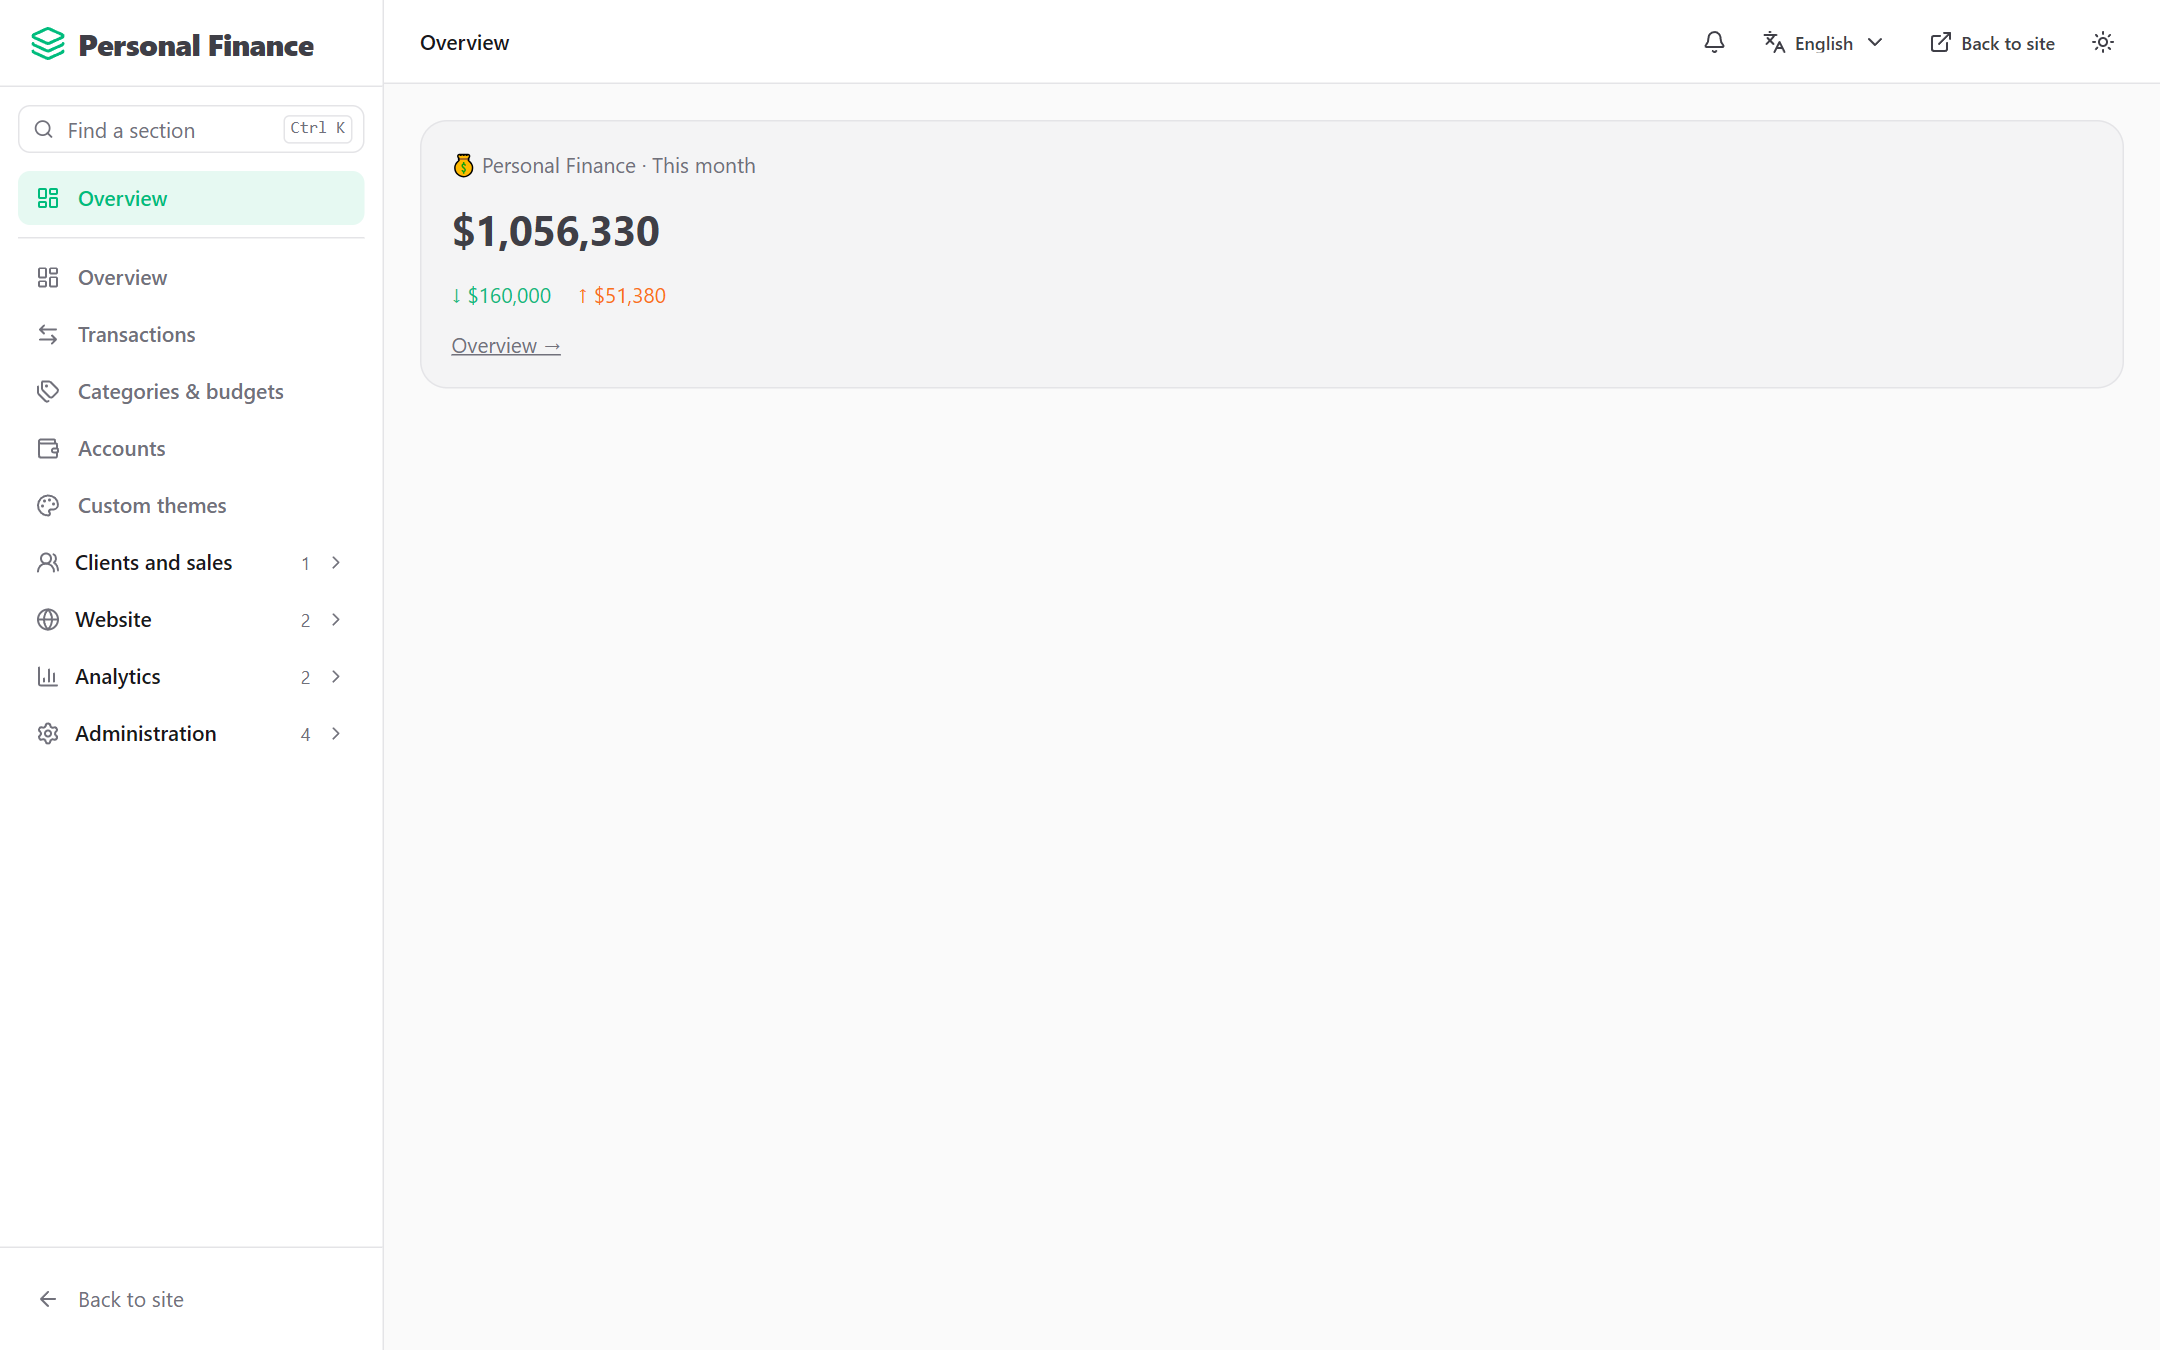 Personal Finance
Find a section
Ctrl K
Overview
Overview
Transactions
Categories & budgets
Accounts
Custom themes
Clients and sales 1
Website 2
Analytics 2
Administration 4
Back to site
Overview
English
Back to site
Personal Finance · This month
$1,056,330
↓ $160,000 ↑ $51,380
Overview →